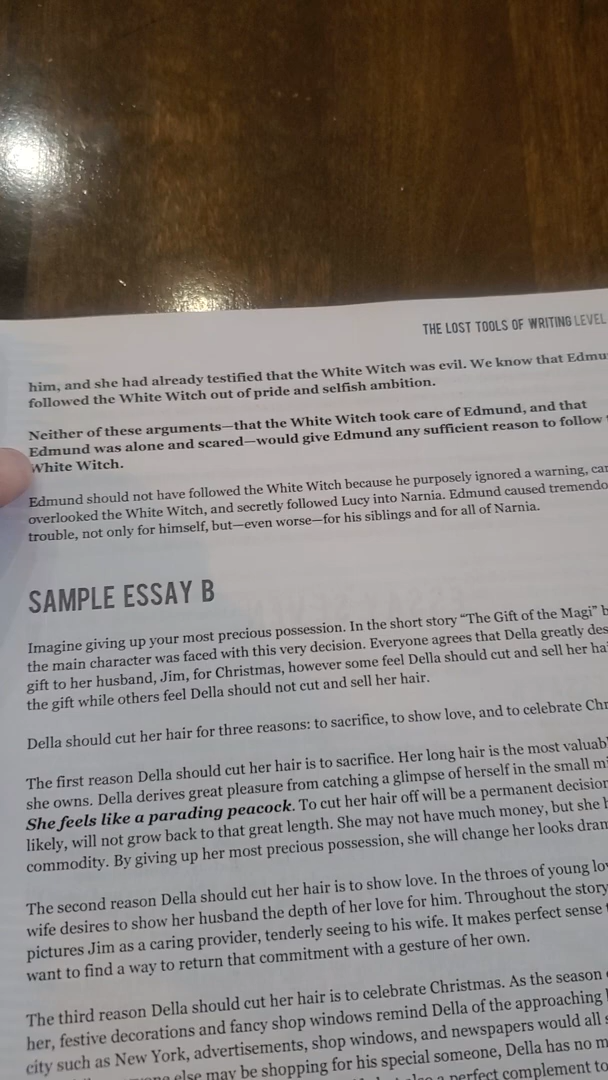 THE LOST TOOLS OF WRITING LEVEL
him, and she had already testified that the White Witch was evil. We know that
followed the White Witch out of pride and selfish ambition.
Neither of these arguments—that the White Witch took care of Edmund, and that
Edmund was alone and scared—would give Edmund any sufficient reason to follow
White Witch.
Edmund should not have followed the White Witch because he purposely ignored a warning,
overlooked the White Witch, and secretly followed Lucy into Narnia. Edmund caused
trouble, not only for himself, but—even worse—for his siblings and for all of Narnia.
SAMPLE ESSAY B
Imagine giving up your most precious possession. In the short story “The Gift of the Magi”
the main character was faced with this very decision. Everyone agrees that Della greatly
gift to her husband, Jim, for Christmas, however some feel Della should cut and sell her
the gift while others feel Della should not cut and sell her hair.
Della should cut her hair for three reasons: to sacrifice, to show love, and to celebrate
The first reason Della should cut her hair is to sacrifice. Her long hair is the most
she owns. Della derives great pleasure from catching a glimpse of herself in the small
She feels like a parading peacock. To cut her hair off will be a permanent
likely, will not grow back to that great length. She may not have much money, but she
commodity. By giving up her most precious possession, she will change her looks
The second reason Della should cut her hair is to show love. In the throes of young
wife desires to show her husband the depth of her love for him. Throughout the story
pictures Jim as a caring provider, tenderly seeing to his wife. It makes perfect sense
want to find a way to return that commitment with a gesture of her own.
The third reason Della should cut her hair is to celebrate Christmas. As the season
her, festive decorations and fancy shop windows remind Della of the approaching
city such as New York, advertisements, shop windows, and newspapers would all
else may be shopping for his special someone, Della has no
a perfect complement to